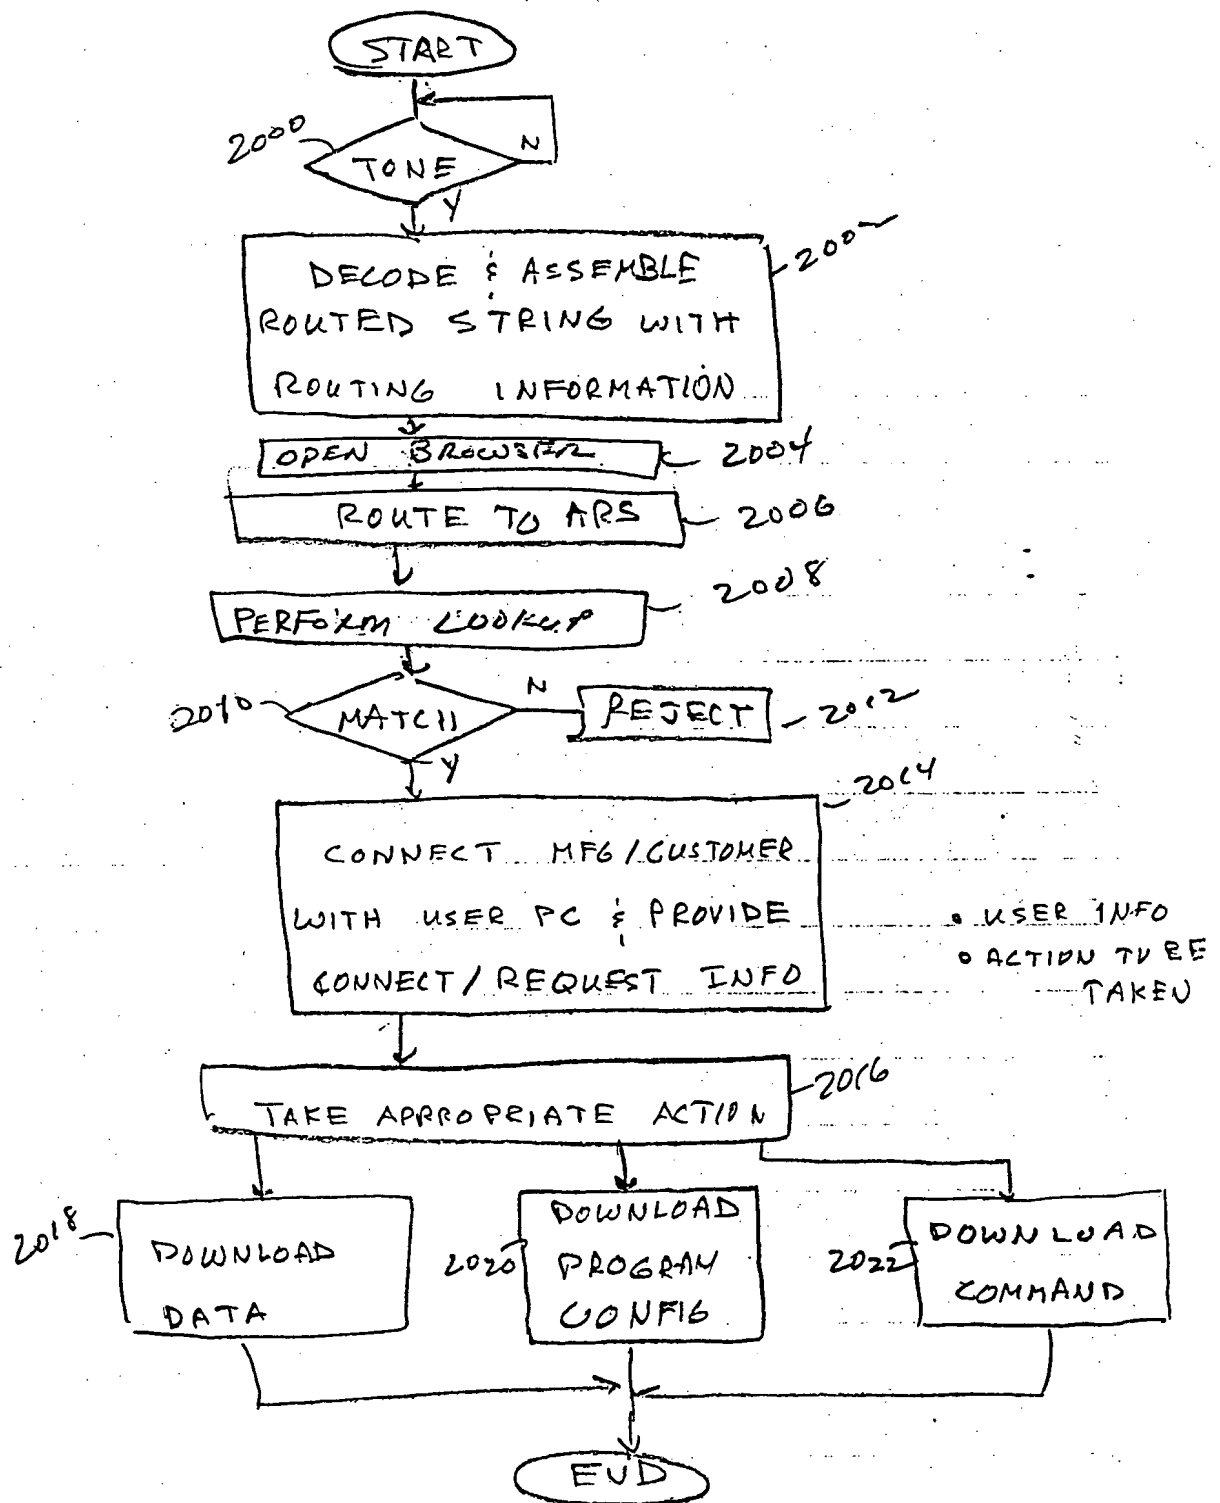 START
2000
TONE
N
Y
2002
DECODE & ASSEMBLE
ROUTED STRING WITH
ROUTING INFORMATION
OPEN BROWSER
2004
ROUTE TO ARS
2006
2008
PERFORM LOOKUP
2010
MATCH
N
REJECT
2012
Y
2014
CONNECT MFG/CUSTOMER
WITH USER PC & PROVIDE
CONNECT/REQUEST INFO
• USER INFO
• ACTION TO BE
TAKEN
2016
TAKE APPROPRIATE ACTION
2018
DOWNLOAD
DATA
2020
DOWNLOAD
PROGRAM
CONFIG
2022
DOWNLOAD
COMMAND
END